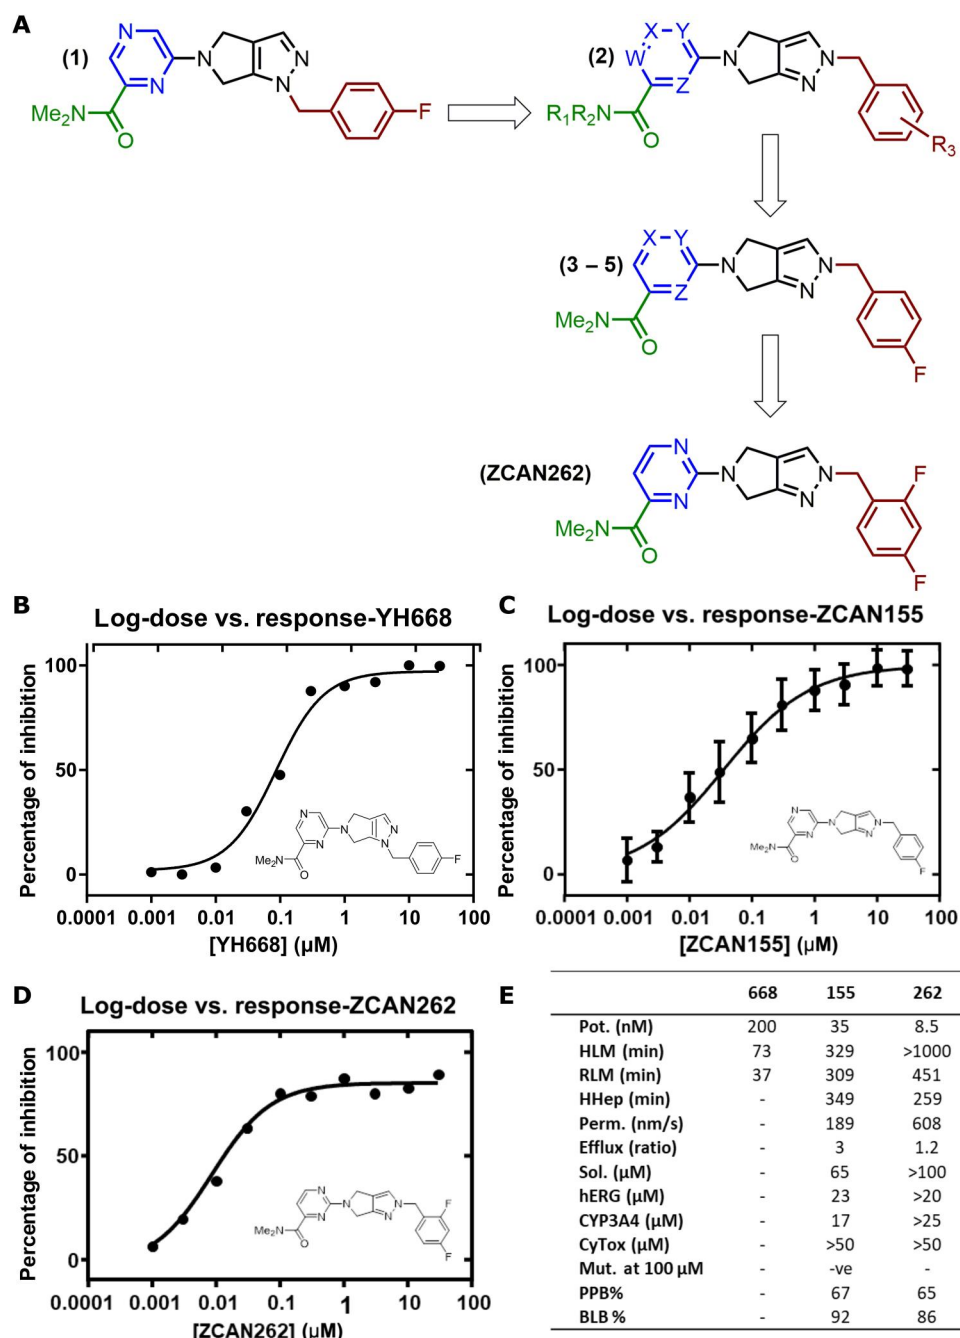 A
(1)
N
N
N
N
N
Me₂N
O
F
(2)
X
Y
W
Z
N
N
N
R₁R₂N
O
R₃
(3 – 5)
X
Y
Z
N
N
N
Me₂N
O
F
(ZCAN262)
N
N
N
N
N
Me₂N
O
F
F
B
Log-dose vs. response-YH668
Percentage of inhibition
100
50
0
N
N
N
N
N
Me₂N
O
F
0.0001 0.001 0.01 0.1 1 10 100
[YH668] (µM)
C
Log-dose vs. response-ZCAN155
Percentage of inhibition
100
50
0
N
N
N
N
N
Me₂N
O
F
0.0001 0.001 0.01 0.1 1 10 100
[ZCAN155] (µM)
D
Log-dose vs. response-ZCAN262
Percentage of inhibition
100
50
0
N
N
N
N
N
Me₂N
O
F
F
0.0001 0.001 0.01 0.1 1 10 100
[ZCAN262] (µM)
E
668 155 262
Pot. (nM) 200 35 8.5
HLM (min) 73 329 >1000
RLM (min) 37 309 451
HHep (min) - 349 259
Perm. (nm/s) - 189 608
Efflux (ratio) - 3 1.2
Sol. (µM) - 65 >100
hERG (µM) - 23 >20
CYP3A4 (µM) - 17 >25
CyTox (µM) - >50 >50
Mut. at 100 µM - -ve -
PPB% - 67 65
BLB % - 92 86